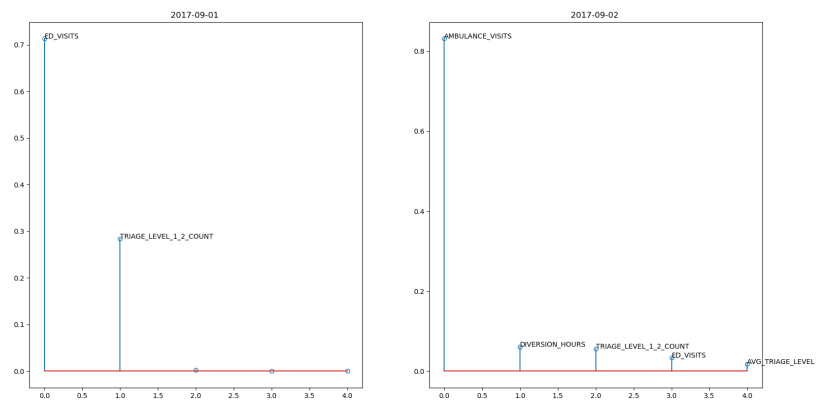 2017-09-01
0.7
0.6
0.5
0.4
0.3
0.2
0.1
0.0
ED_VISITS
TRIAGE_LEVEL_1_2_COUNT
0.0 0.5 1.0 1.5 2.0 2.5 3.0 3.5 4.0
2017-09-02
0.8
0.6
0.4
0.2
0.0
AMBULANCE_VISITS
DIVERSION_HOURS
TRIAGE_LEVEL_1_2_COUNT
ED_VISITS
AVG_TRIAGE_LEVEL
0.0 0.5 1.0 1.5 2.0 2.5 3.0 3.5 4.0